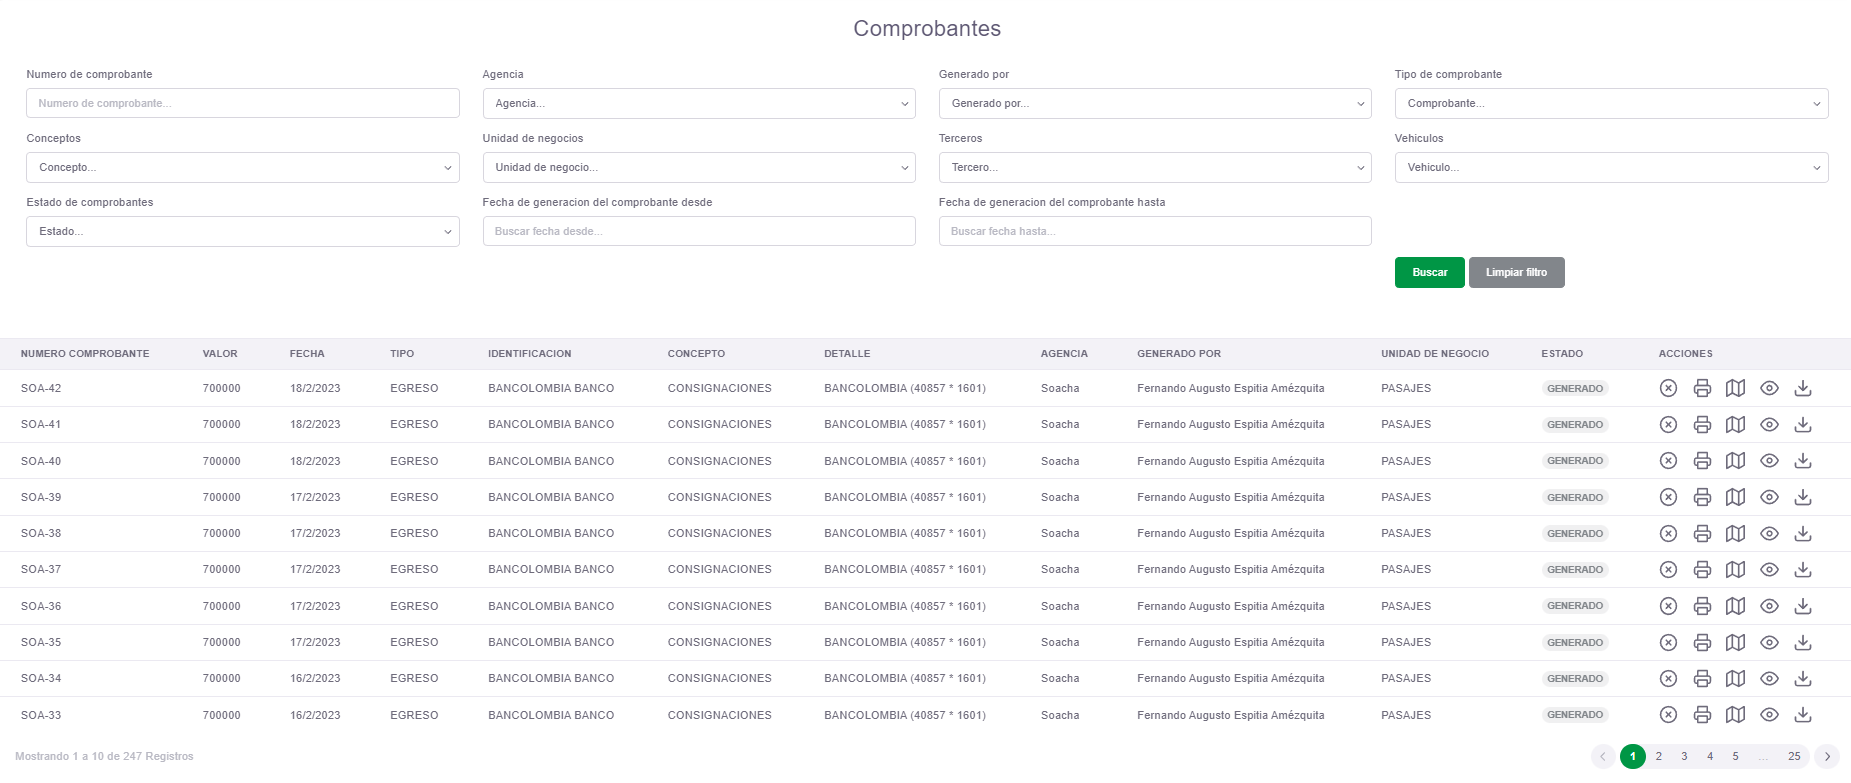 Comprobantes
Numero de comprobante Agencia Generado por Tipo de comprobante
Numero de comprobante... Agencia... Generado por... Comprobante...
Conceptos Unidad de negocios Terceros Vehiculos
Concepto... Unidad de negocio... Tercero... Vehiculo...
Estado de comprobantes Fecha de generacion del comprobante desde Fecha de generacion del comprobante hasta
Estado... Buscar fecha desde... Buscar fecha hasta...
Buscar Limpiar filtro
NUMERO COMPROBANTE VALOR FECHA TIPO IDENTIFICACION CONCEPTO DETALLE AGENCIA GENERADO POR UNIDAD DE NEGOCIO ESTADO ACCIONES
SOA-42 700000 18/2/2023 EGRESO BANCOLOMBIA BANCO CONSIGNACIONES BANCOLOMBIA (40857 * 1601) Soacha Fernando Augusto Espitia Amézquita PASAJES GENERADO
SOA-41 700000 18/2/2023 EGRESO BANCOLOMBIA BANCO CONSIGNACIONES BANCOLOMBIA (40857 * 1601) Soacha Fernando Augusto Espitia Amézquita PASAJES GENERADO
SOA-40 700000 18/2/2023 EGRESO BANCOLOMBIA BANCO CONSIGNACIONES BANCOLOMBIA (40857 * 1601) Soacha Fernando Augusto Espitia Amézquita PASAJES GENERADO
SOA-39 700000 17/2/2023 EGRESO BANCOLOMBIA BANCO CONSIGNACIONES BANCOLOMBIA (40857 * 1601) Soacha Fernando Augusto Espitia Amézquita PASAJES GENERADO
SOA-38 700000 17/2/2023 EGRESO BANCOLOMBIA BANCO CONSIGNACIONES BANCOLOMBIA (40857 * 1601) Soacha Fernando Augusto Espitia Amézquita PASAJES GENERADO
SOA-37 700000 17/2/2023 EGRESO BANCOLOMBIA BANCO CONSIGNACIONES BANCOLOMBIA (40857 * 1601) Soacha Fernando Augusto Espitia Amézquita PASAJES GENERADO
SOA-36 700000 17/2/2023 EGRESO BANCOLOMBIA BANCO CONSIGNACIONES BANCOLOMBIA (40857 * 1601) Soacha Fernando Augusto Espitia Amézquita PASAJES GENERADO
SOA-35 700000 17/2/2023 EGRESO BANCOLOMBIA BANCO CONSIGNACIONES BANCOLOMBIA (40857 * 1601) Soacha Fernando Augusto Espitia Amézquita PASAJES GENERADO
SOA-34 700000 16/2/2023 EGRESO BANCOLOMBIA BANCO CONSIGNACIONES BANCOLOMBIA (40857 * 1601) Soacha Fernando Augusto Espitia Amézquita PASAJES GENERADO
SOA-33 700000 16/2/2023 EGRESO BANCOLOMBIA BANCO CONSIGNACIONES BANCOLOMBIA (40857 * 1601) Soacha Fernando Augusto Espitia Amézquita PASAJES GENERADO
Mostrando 1 a 10 de 247 Registros 1 2 3 4 5 ... 25